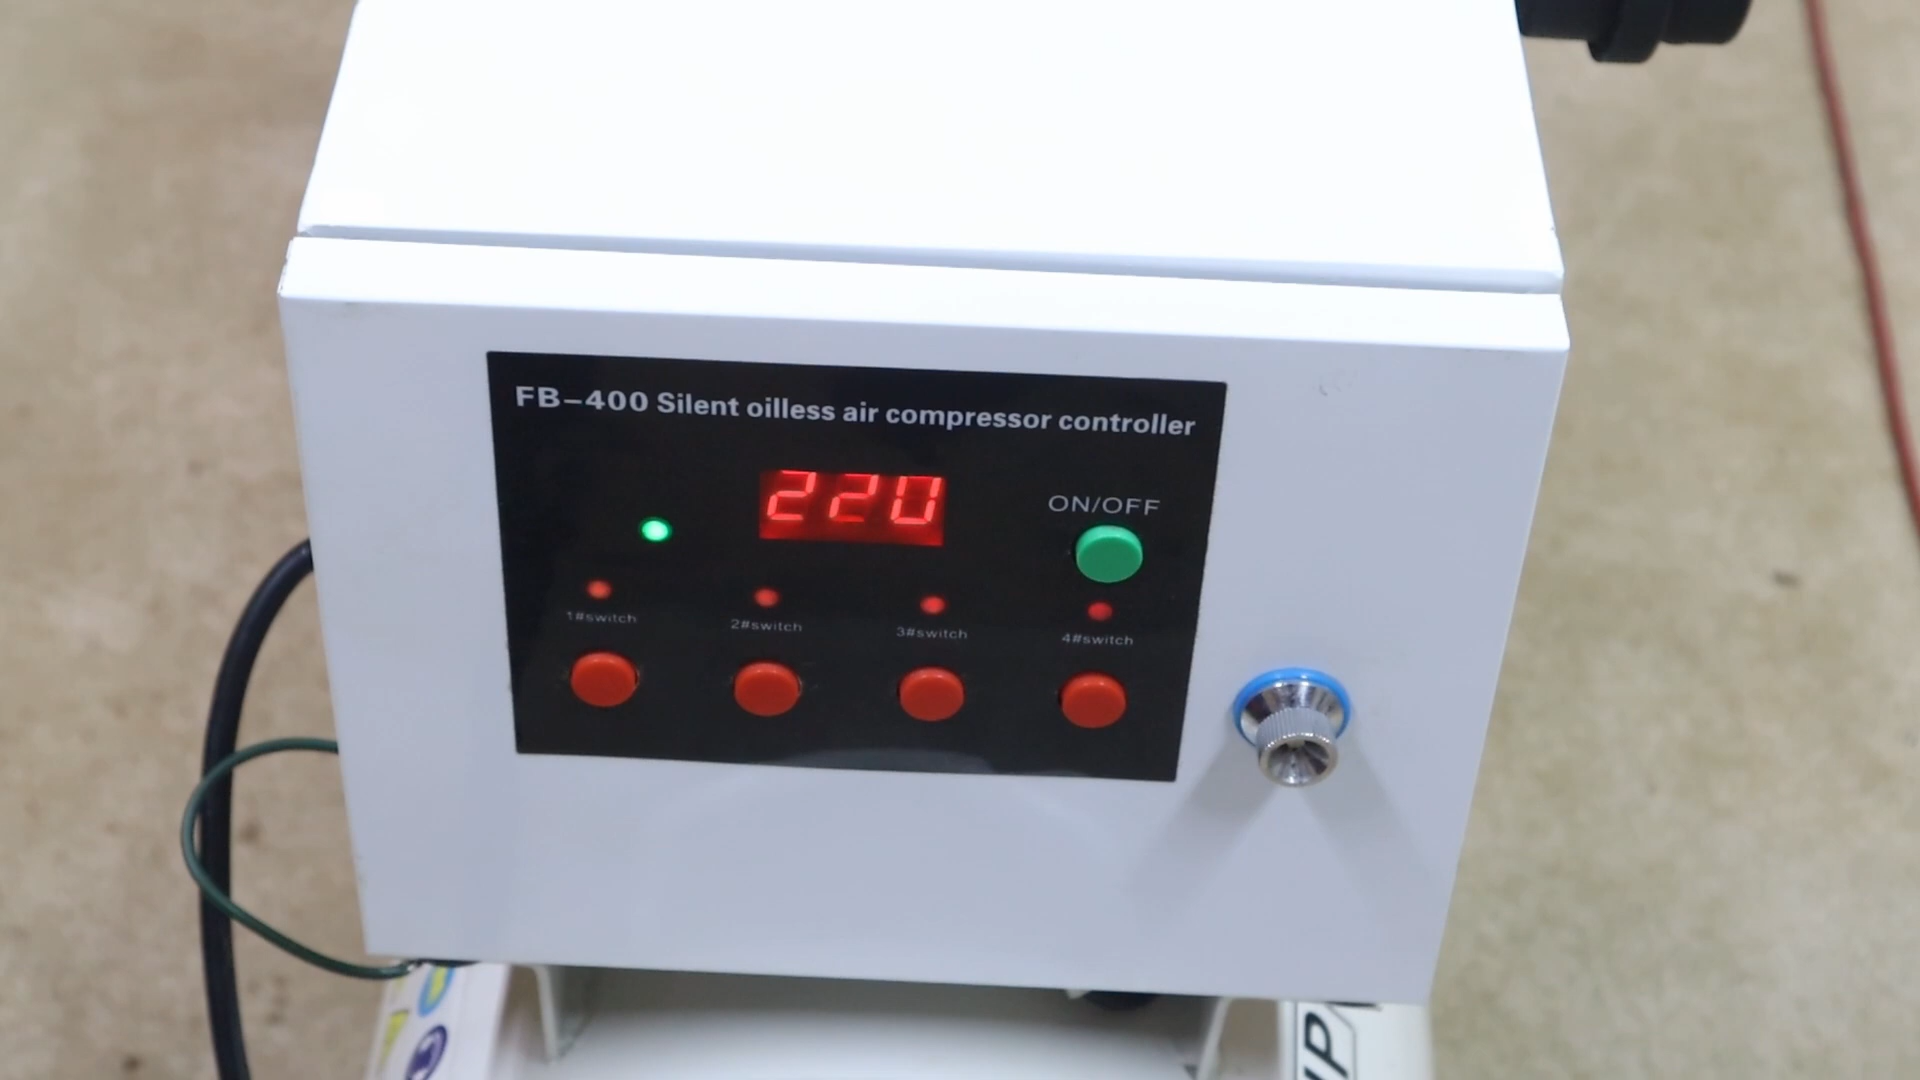 FB-400 Silent oilless air compressor controller
220
ON/OFF
1#switch
2#switch
3#switch
4#switch